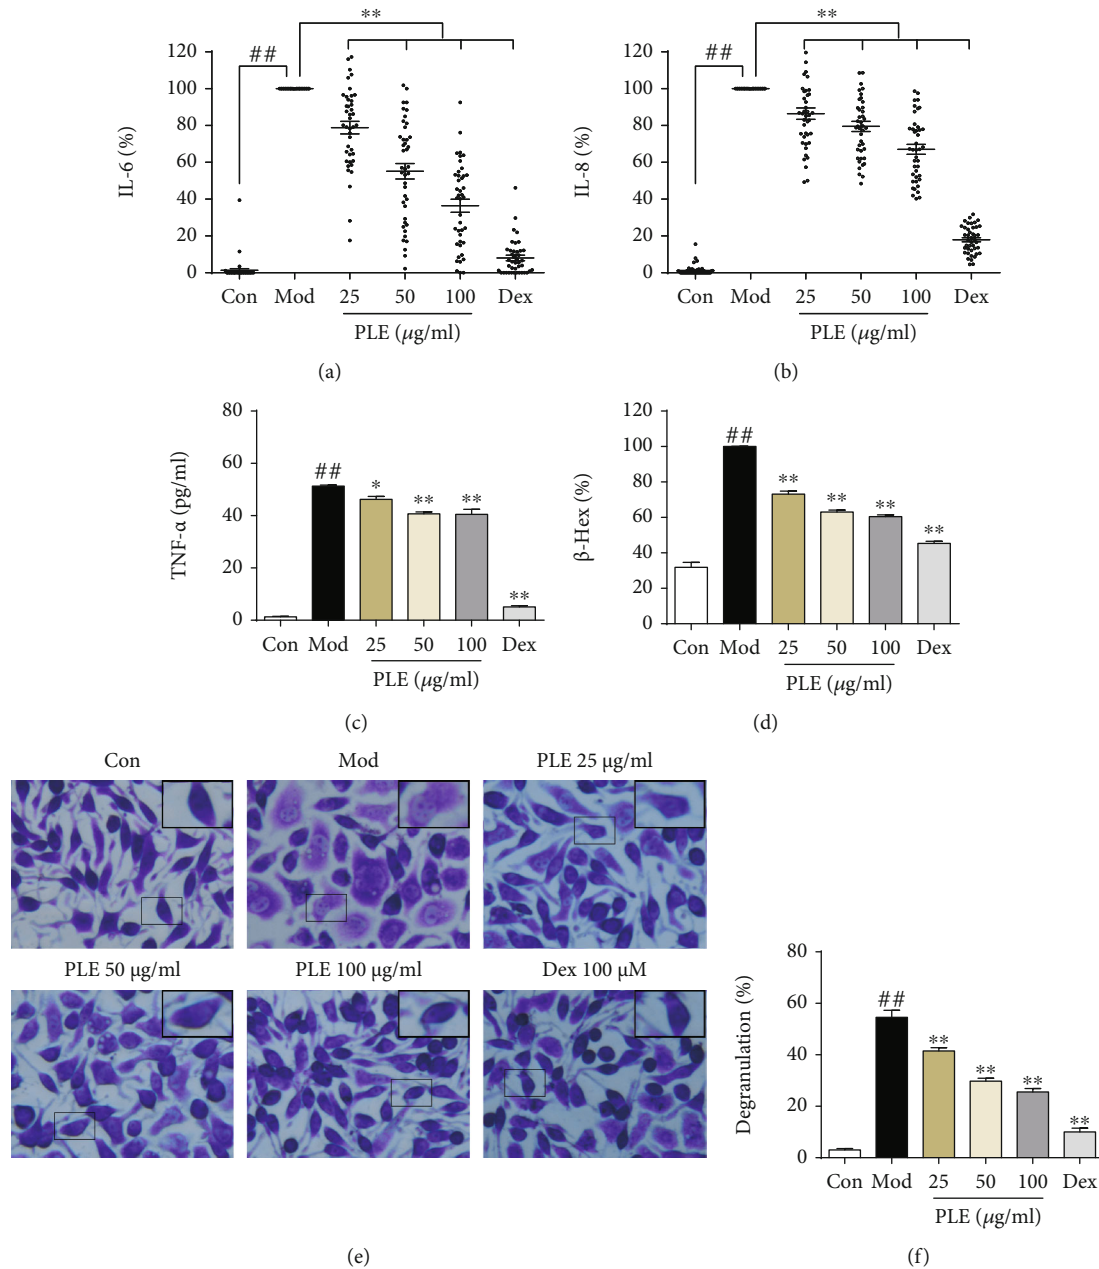 **
**
##
##
IL-6 (%)
120
100
80
60
40
20
0
Con Mod 25 50 100 Dex
PLE (μg/ml)
(a)
IL-8 (%)
120
100
80
60
40
20
0
Con Mod 25 50 100 Dex
PLE (μg/ml)
(b)
TNF-α (pg/ml)
80
60
40
20
0
##
*
**
**
**
Con Mod 25 50 100 Dex
PLE (μg/ml)
(c)
β-Hex (%)
120
100
80
60
40
20
0
##
**
**
**
**
Con Mod 25 50 100 Dex
PLE (μg/ml)
(d)
Con Mod PLE 25 μg/ml
PLE 50 μg/ml PLE 100 μg/ml Dex 100 μM
(e)
Degranulation (%)
80
60
40
20
0
##
**
**
**
**
Con Mod 25 50 100 Dex
PLE (μg/ml)
(f)